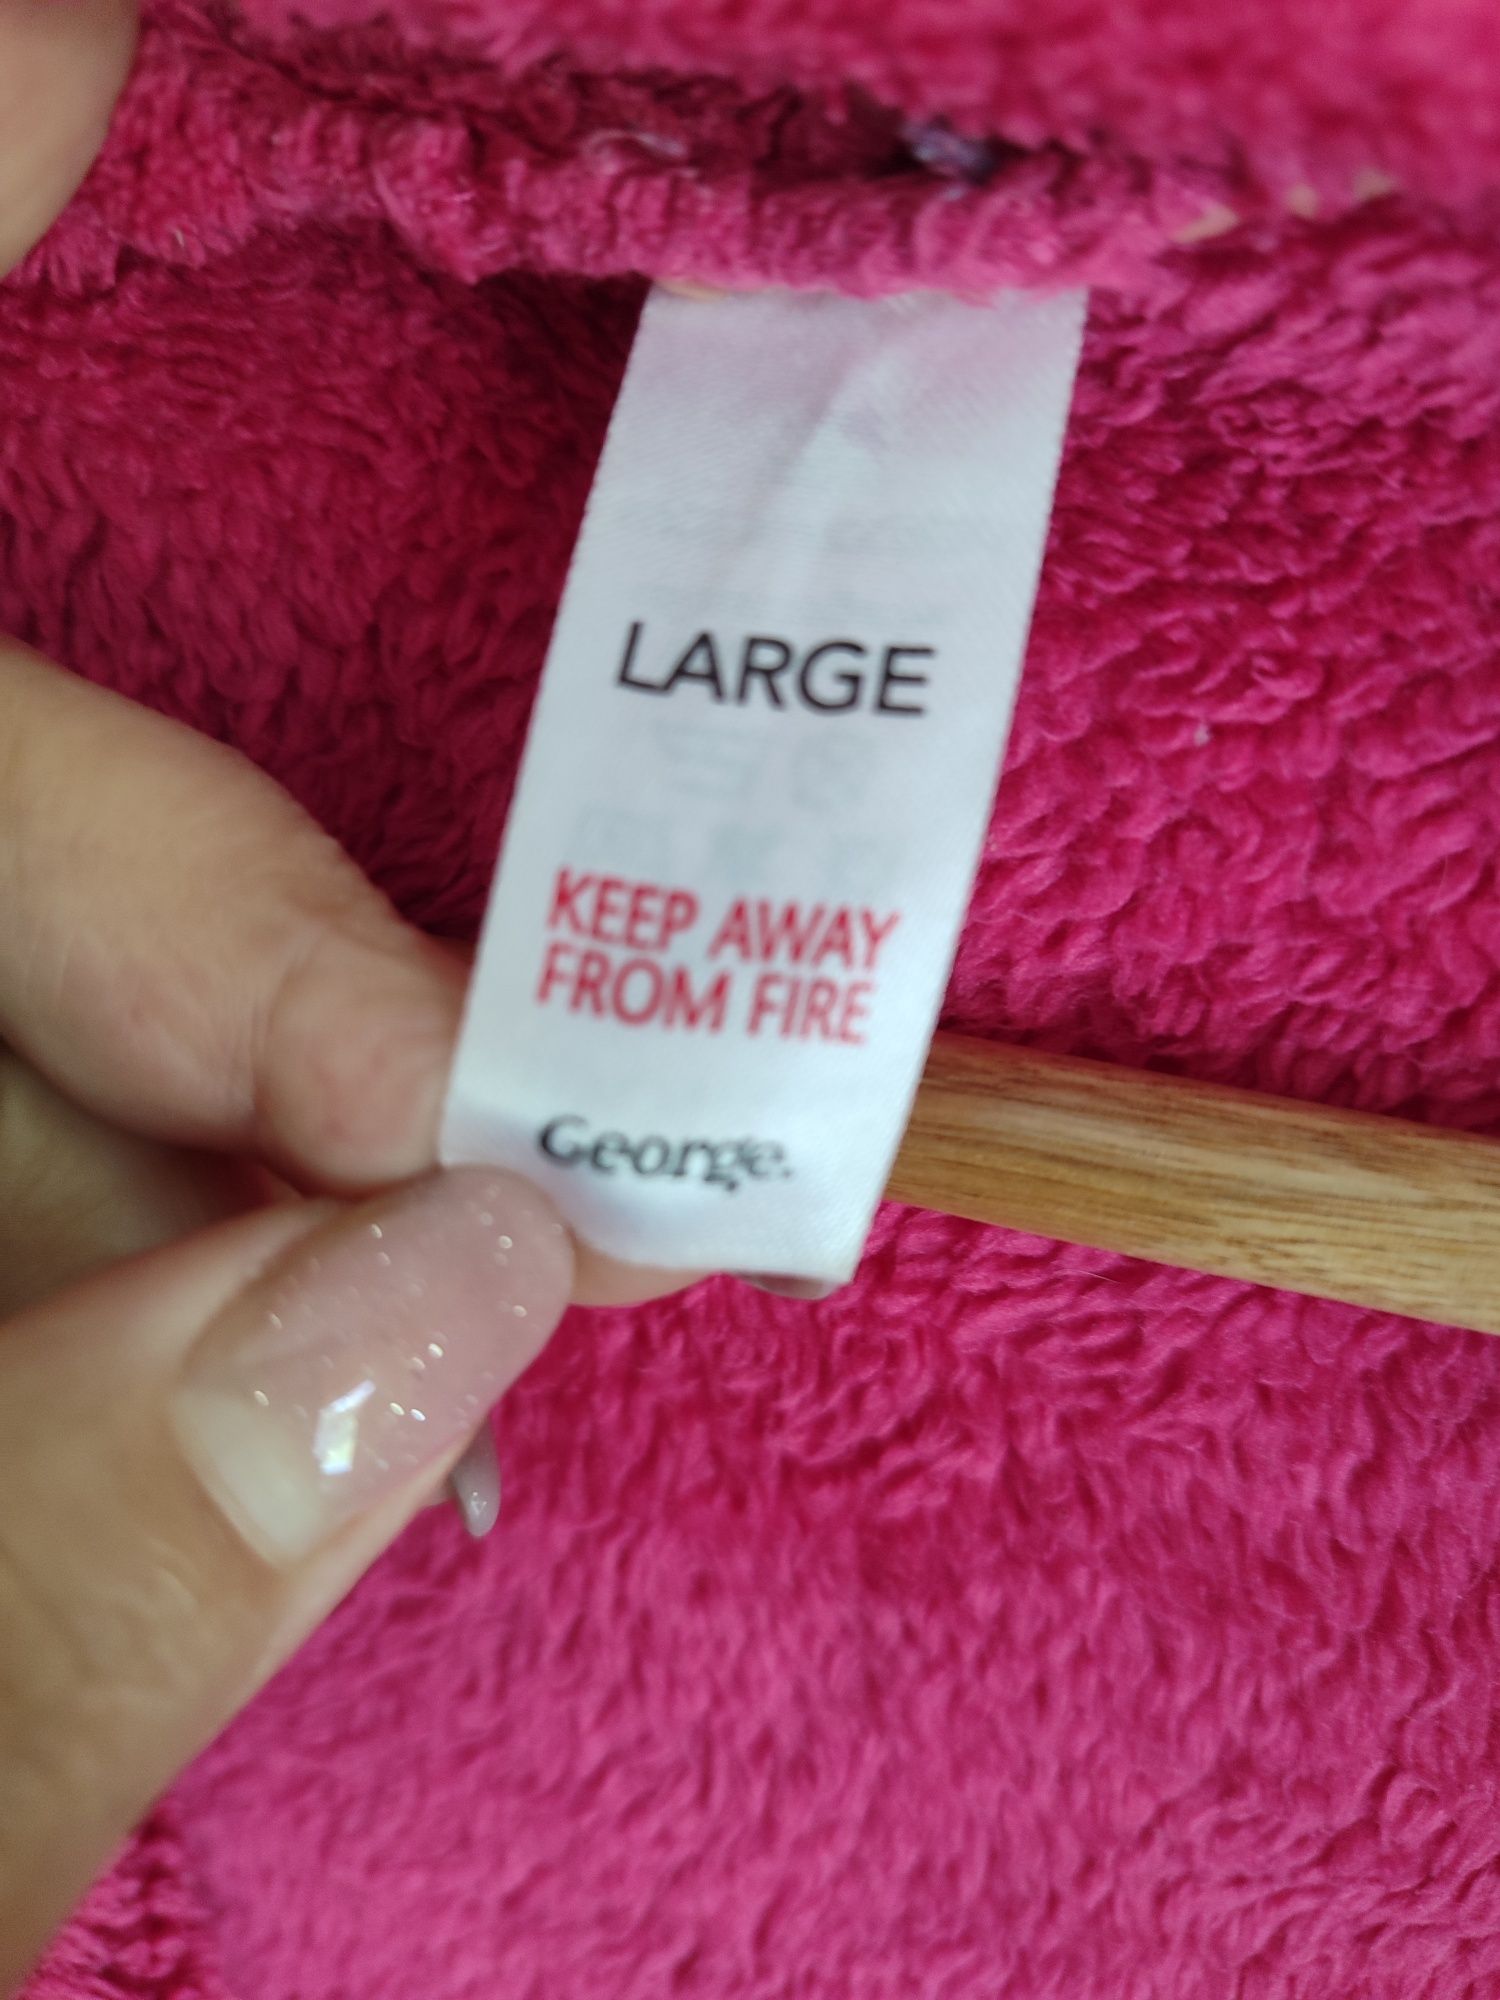 LARGE
KEEP AWAY
FROM FIRE
George.